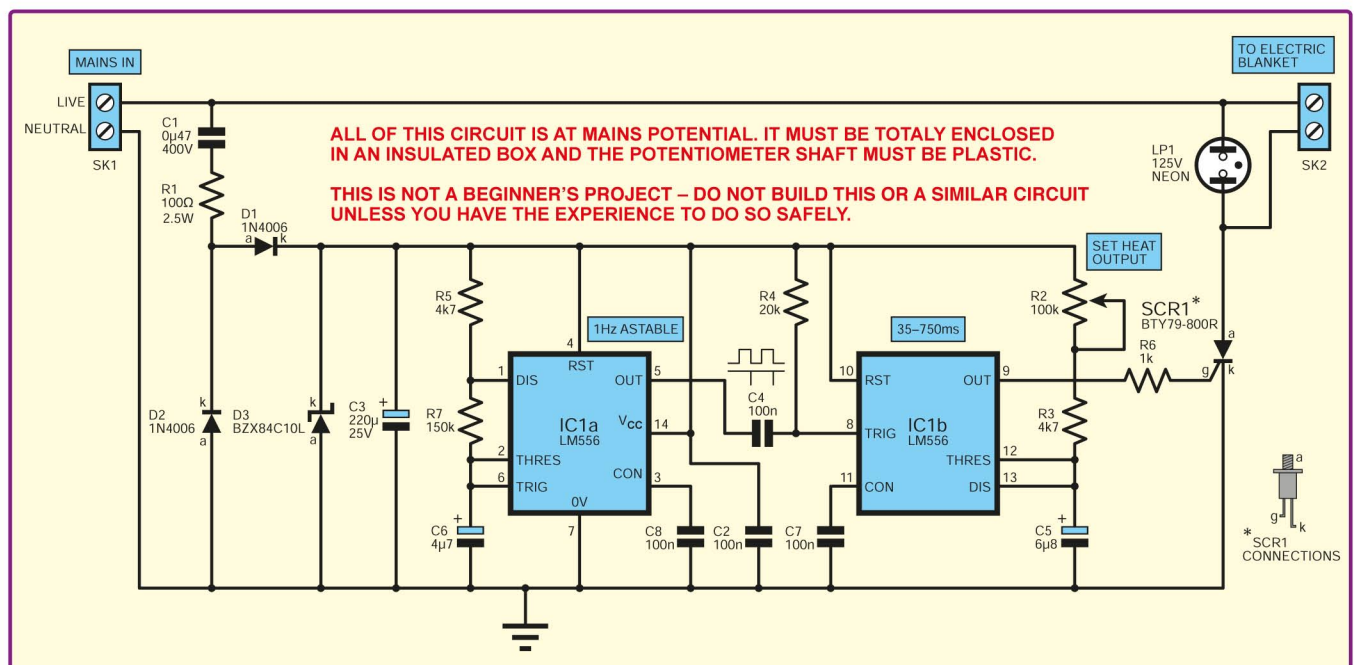 MAINS IN
TO ELECTRIC
BLANKET
LIVE
NEUTRAL
SK1
C1
0µ47
400V
R1
100Ω
2.5W
ALL OF THIS CIRCUIT IS AT MAINS POTENTIAL. IT MUST BE TOTALY ENCLOSED
IN AN INSULATED BOX AND THE POTENTIOMETER SHAFT MUST BE PLASTIC.
THIS IS NOT A BEGINNER'S PROJECT – DO NOT BUILD THIS OR A SIMILAR CIRCUIT
UNLESS YOU HAVE THE EXPERIENCE TO DO SO SAFELY.
LP1
125V
NEON
SK2
D1
1N4006
a
k
SET HEAT
OUTPUT
R5
4k7
R4
20k
R2
100k
SCR1*
BTY79-800R
1Hz ASTABLE
35–750ms
R6
1k
a
g
k
4
RST
1
DIS
OUT
5
IC1a
LM556
VCC
14
2
THRES
6
TRIG
CON
3
0V
7
R7
150k
C4
100n
10
RST
OUT
9
IC1b
LM556
8
TRIG
11
CON
THRES
12
DIS
13
R3
4k7
k
D2
1N4006
a
k
D3
BZX84C10L
a
+
C3
220µ
25V
+
C6
4µ7
C8
100n
C2
100n
C7
100n
+
C5
6µ8
a
g
k
*
SCR1
CONNECTIONS